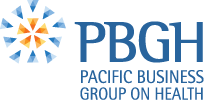 PBGH
PACIFIC BUSINESS
GROUP ON HEALTH